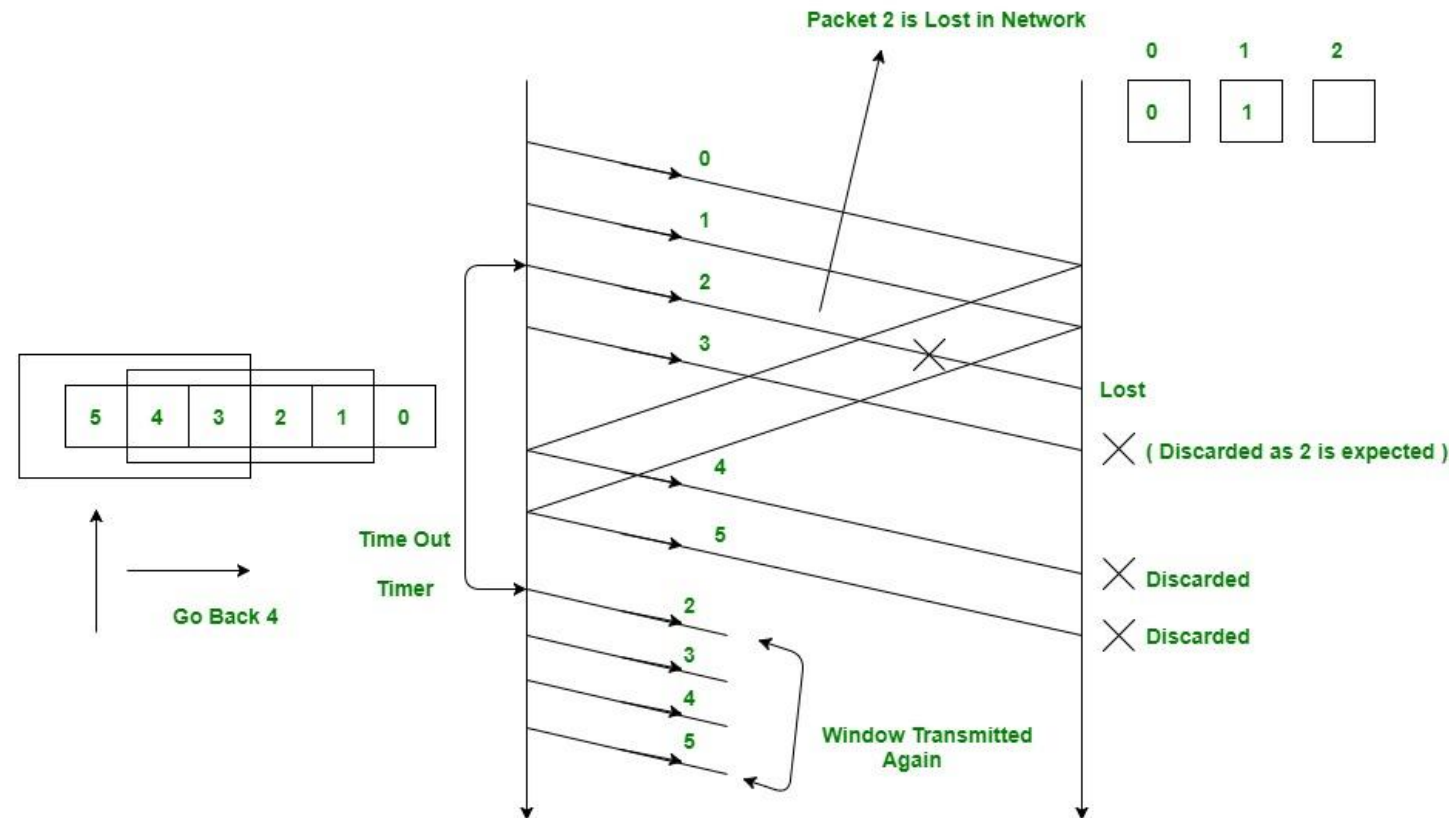 Packet 2 is Lost in Network
0 1 2
0 1
0
1
2
3
Lost
( Discarded as 2 is expected )
5 4 3 2 1 0
4
5
Time Out
Timer
Discarded
Go Back 4
2
Discarded
3
4
5
Window Transmitted
Again